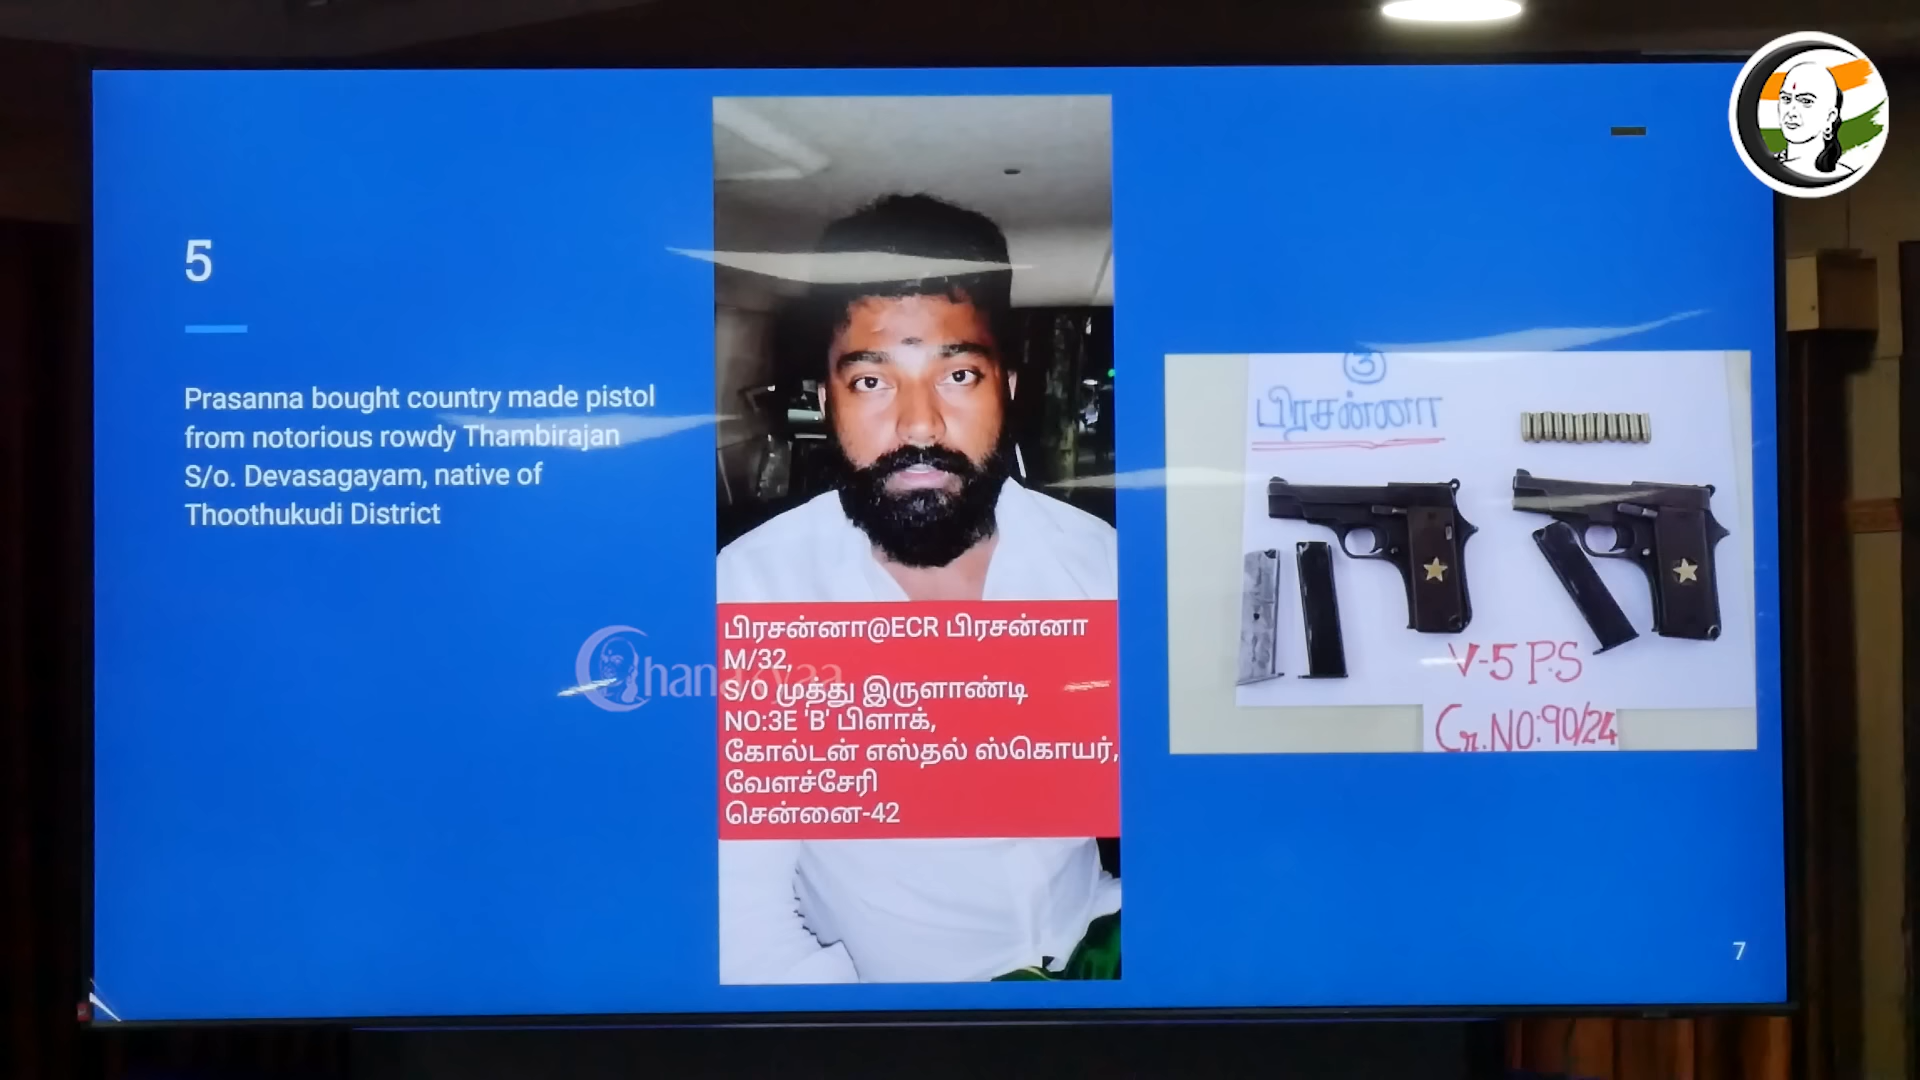 5
Prasanna bought country made pistol
from notorious rowdy Thambirajan
S/o. Devasagayam, native of
Thoothukudi District
பிரசன்னா@ECR பிரசன்னா
M/32,
S/O முத்து இருளாண்டி
NO:3E 'B' பிளாக்,
கோல்டன் எஸ்தல் ஸ்கொயர்,
வேளச்சேரி
சென்னை-42
3
பிரசன்னா
V-5 P.S
Cr.NO:90/24
7